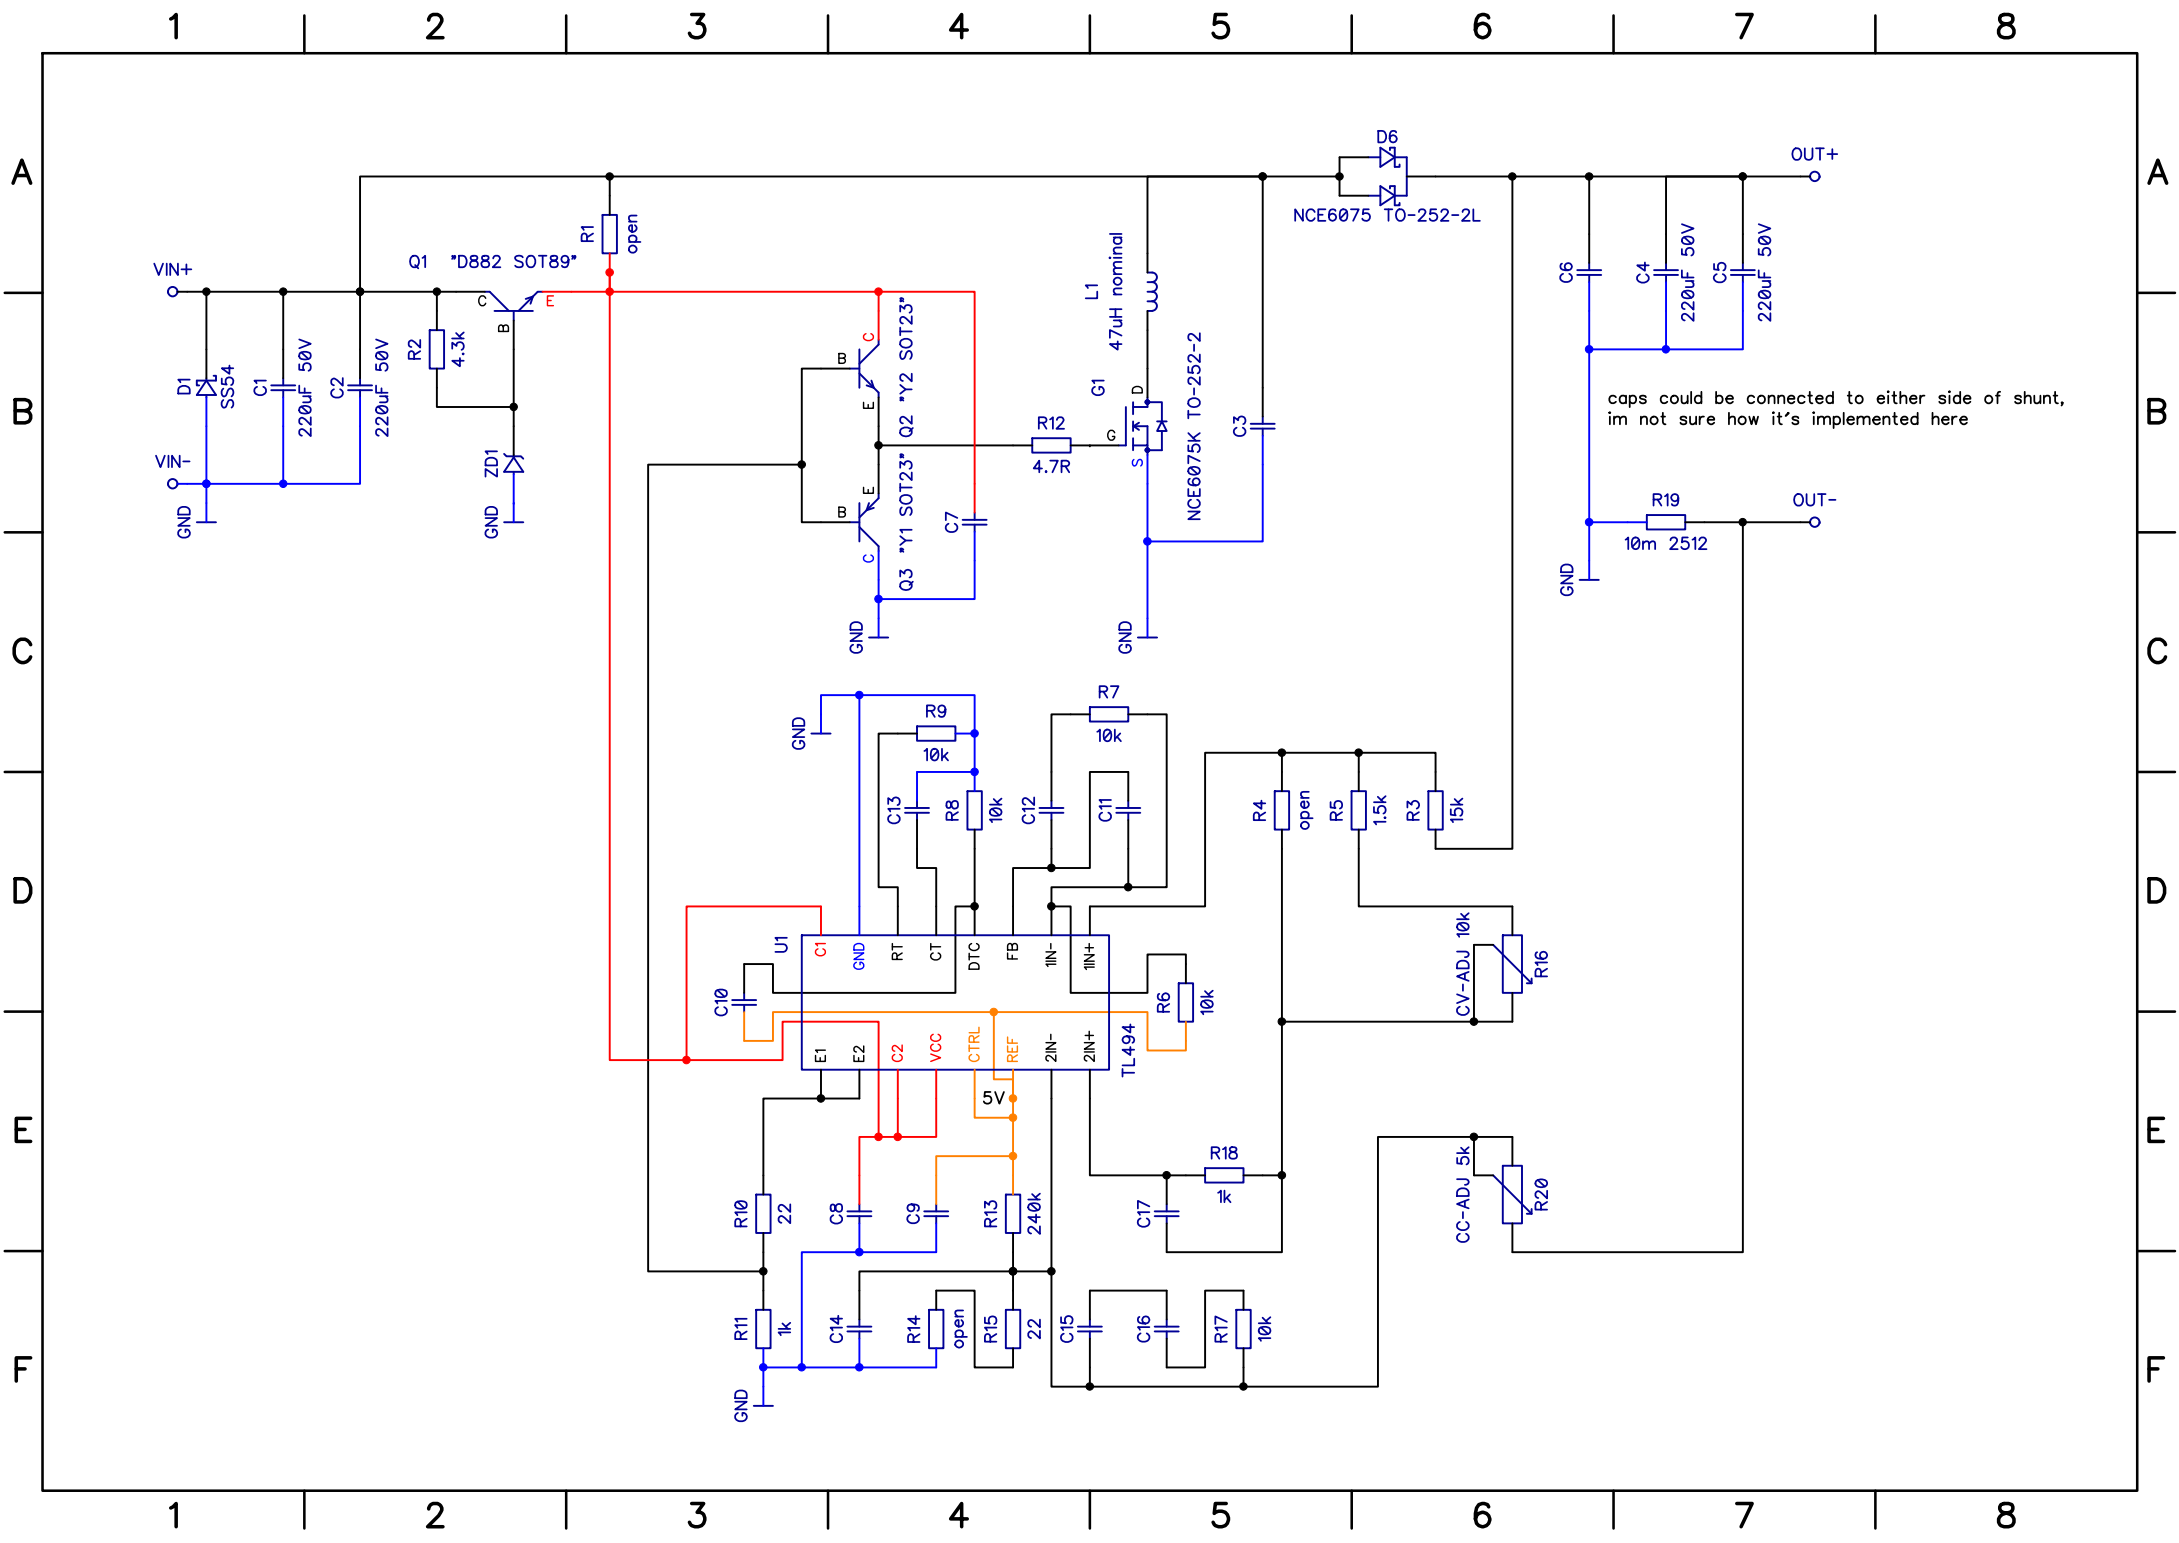 1 2 3 4 5 6 7 8
A A
D6
OUT+
NCE6075 TO-252-2L
R1
open
Q1 "D882 SOT89"
VIN+
47uH nominal
L1
C6
C4
220uF 50V
C5
220uF 50V
C E
B
R2
4.3k
D1
SS54
C1
220uF 50V
C2
220uF 50V
B B
C
B
E
Q2 "Y2 SOT23"
G1
D
G
S
NCE6075K TO-252-2
R12
4.7R
C3
caps could be connected to either side of shunt,
im not sure how it's implemented here
VIN-
ZD1
GND
GND
E
B
C
Q3 "Y1 SOT23"
C7
R19
10m 2512
OUT-
GND
C C
GND
GND
R7
10k
GND
R9
10k
C13
R8
10k
C12
C11
R4
open
R5
1.5k
R3
15k
D D
U1
C1 GND RT CT DTC FB 1IN- 1IN+
C10
R6
10k
CV-ADJ 10k
R16
E1 E2 C2 VCC CTRL REF 2IN- 2IN+
TL494
5V
E E
R18
1k
CC-ADJ 5k
R20
R10
22
C8
C9
R13
240k
C17
R11
1k
C14
R14
open
R15
22
C15
C16
R17
10k
F F
GND
1 2 3 4 5 6 7 8